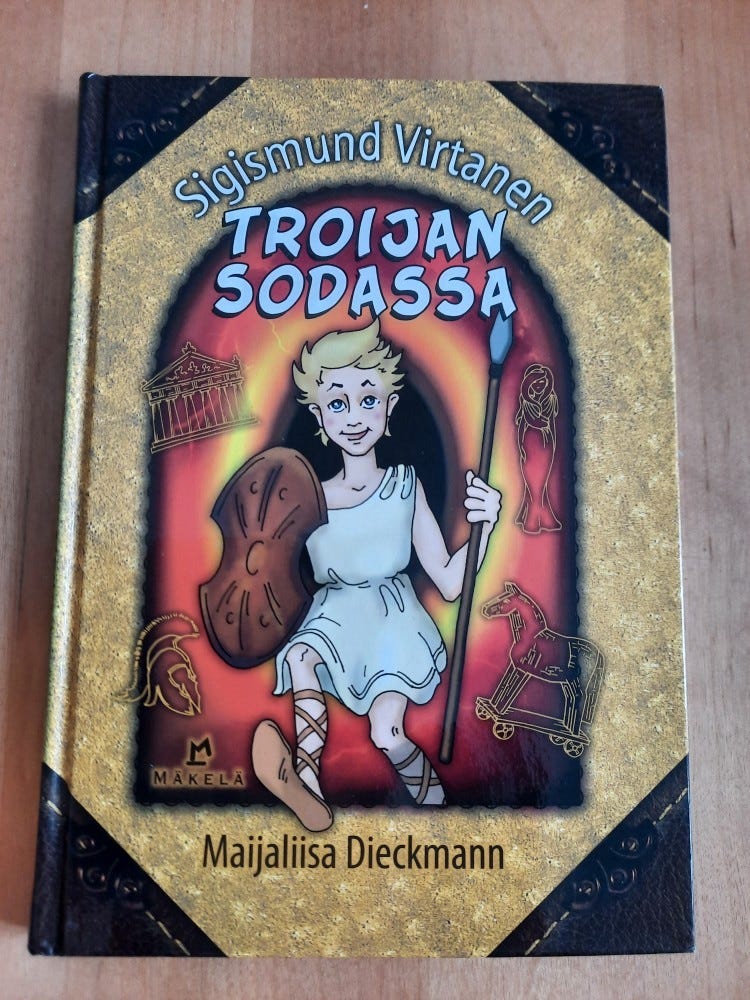 Sigismund Virtanen
TROIJAN
SODASSA
M
MÄKELÄ
Maijaliisa Dieckmann